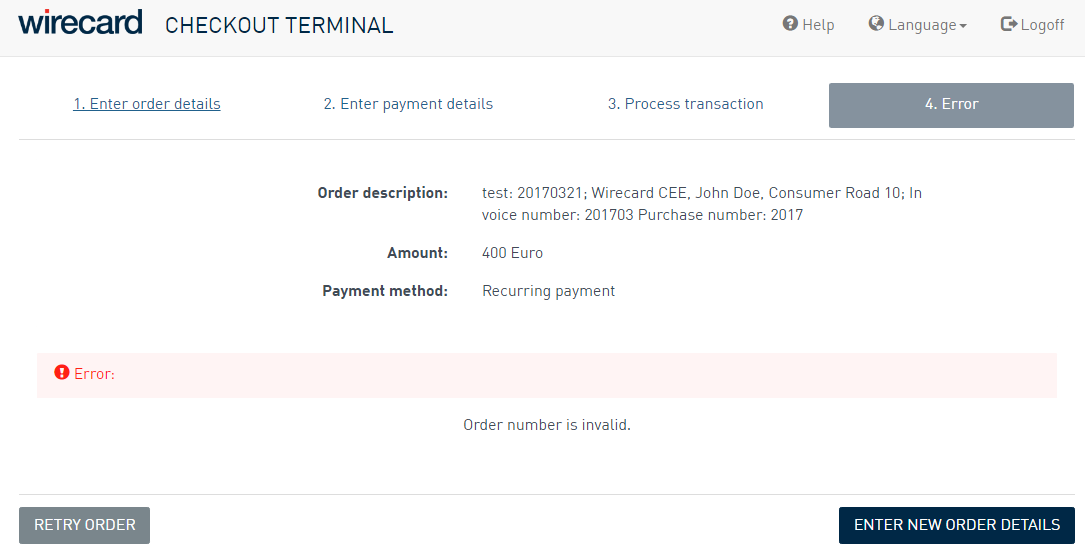 wirecard CHECKOUT TERMINAL Help Language Logoff
1. Enter order details 2. Enter payment details 3. Process transaction 4. Error
Order description: test: 20170321; Wirecard CEE, John Doe, Consumer Road 10; In
voice number: 201703 Purchase number: 2017
Amount: 400 Euro
Payment method: Recurring payment
Error:
Order number is invalid.
RETRY ORDER ENTER NEW ORDER DETAILS